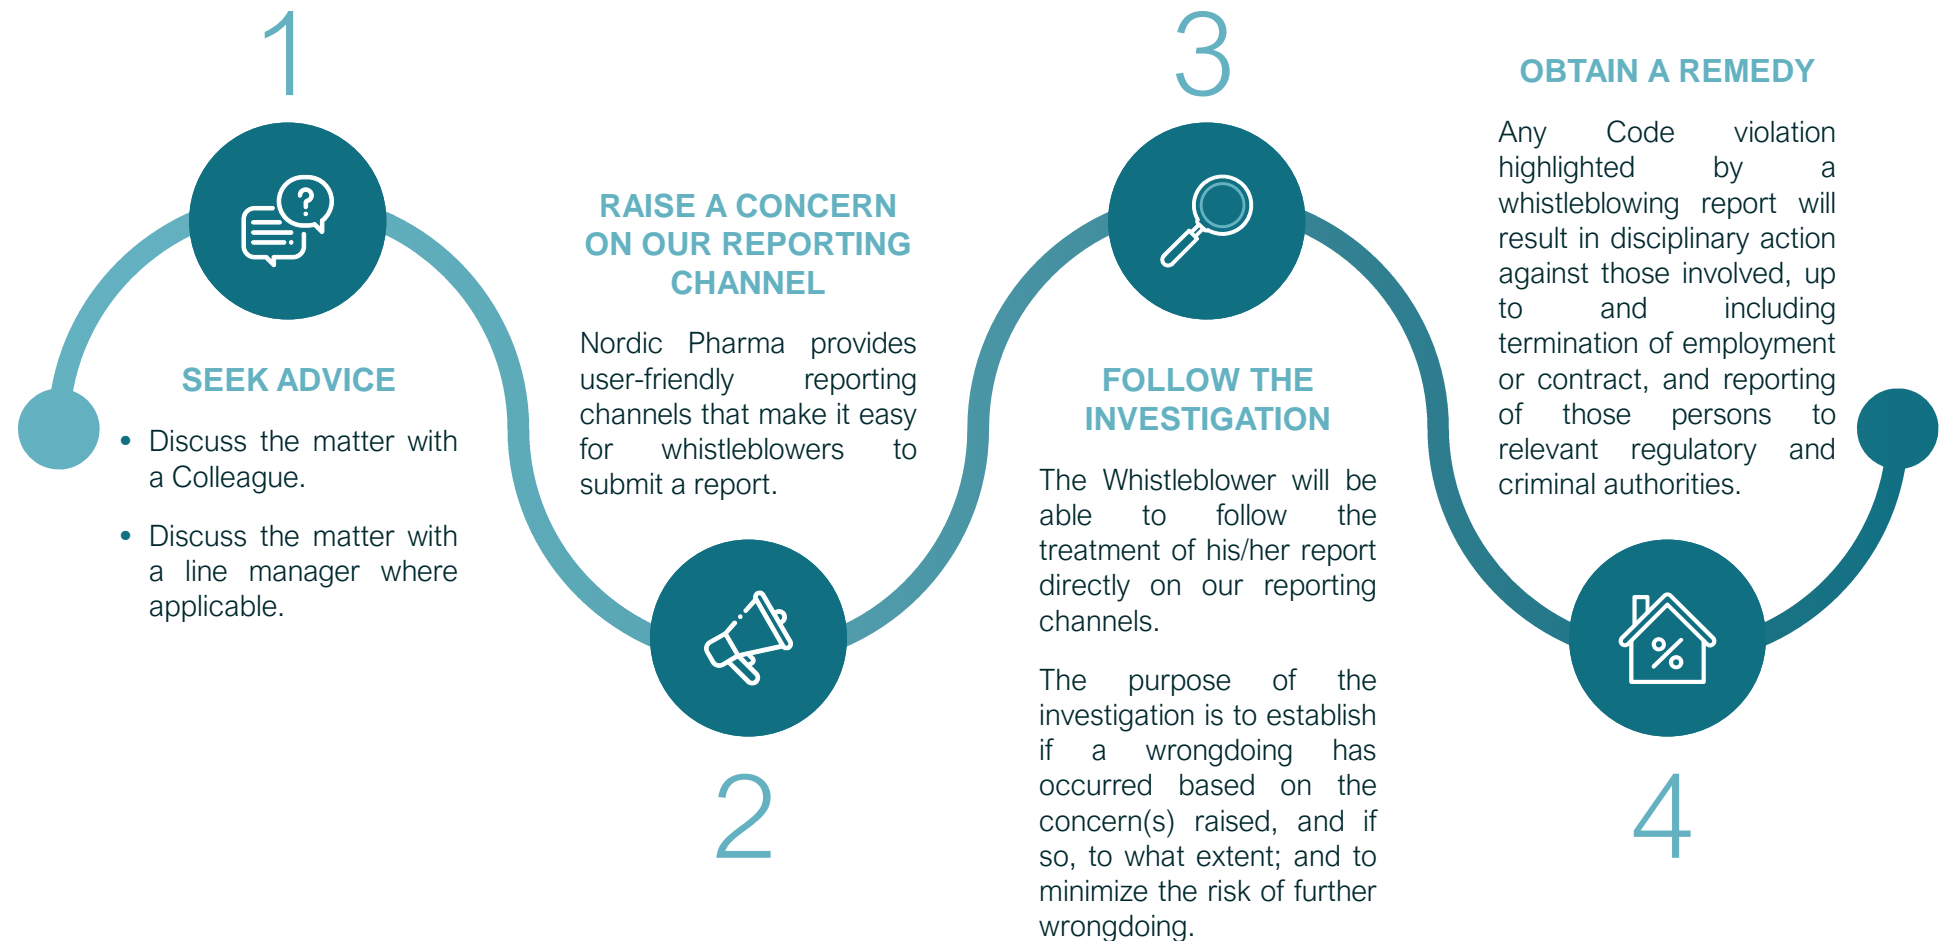 1
SEEK ADVICE
• Discuss the matter with
a Colleague.
• Discuss the matter with
a line manager where
applicable.
RAISE A CONCERN
ON OUR REPORTING
CHANNEL
Nordic Pharma provides
user-friendly reporting
channels that make it easy
for whistleblowers to
submit a report.
2
3
FOLLOW THE
INVESTIGATION
The Whistleblower will be
able to follow the
treatment of his/her report
directly on our reporting
channels.
The purpose of the
investigation is to establish
if a wrongdoing has
occurred based on the
concern(s) raised, and if
so, to what extent; and to
minimize the risk of further
wrongdoing.
OBTAIN A REMEDY
Any Code violation
highlighted by a
whistleblowing report will
result in disciplinary action
against those involved, up
to and including
termination of employment
or contract, and reporting
of those persons to
relevant regulatory and
criminal authorities.
4